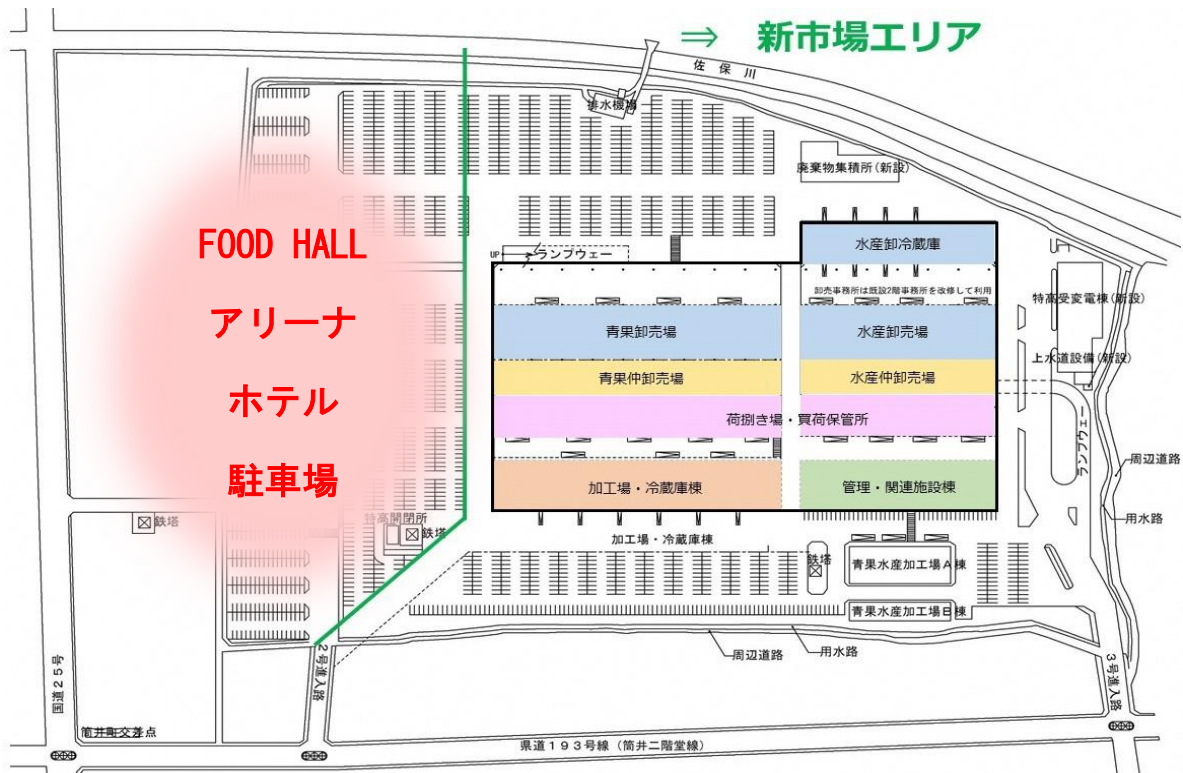 ⇒ 新市場エリア
佐保川
排水機場
廃棄物集積所(新設)
FOOD HALL
アリーナ
ホテル
駐車場
UP
ランプウェー
水産卸冷蔵庫
卸売事務所は既設2階事務所を改修して利用
特高受変電棟(新設)
青果卸売場
水産卸売場
上水道設備(新設)
青果仲卸売場
水産仲卸売場
荷捌き場・買荷保管所
ランプウェー
加工場・冷蔵庫棟
管理・関連施設棟
周辺道路
用水路
鉄塔
特高開閉所
鉄塔
加工場・冷蔵庫棟
鉄塔
青果水産加工場A棟
青果水産加工場B棟
周辺道路
用水路
国道25号
2号進入路
3号進入路
筒井町交差点
県道193号線(筒井二階堂線)